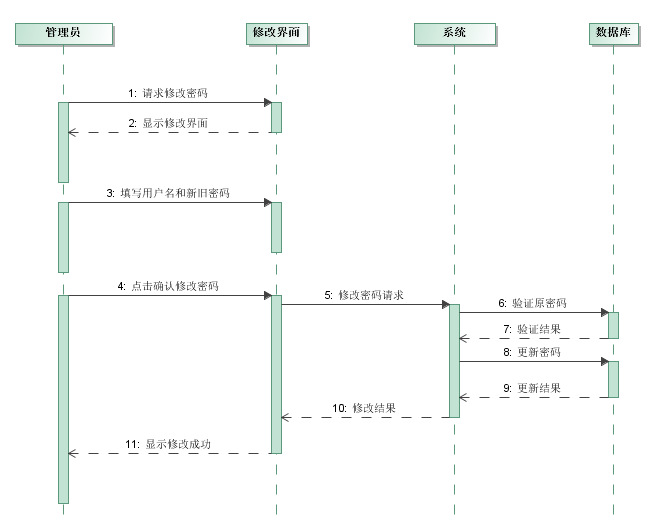 管理员
修改界面
系统
数据库
1: 请求修改密码
2: 显示修改界面
3: 填写用户名和新旧密码
4: 点击确认修改密码
5: 修改密码请求
6: 验证原密码
7: 验证结果
8: 更新密码
9: 更新结果
10: 修改结果
11: 显示修改成功